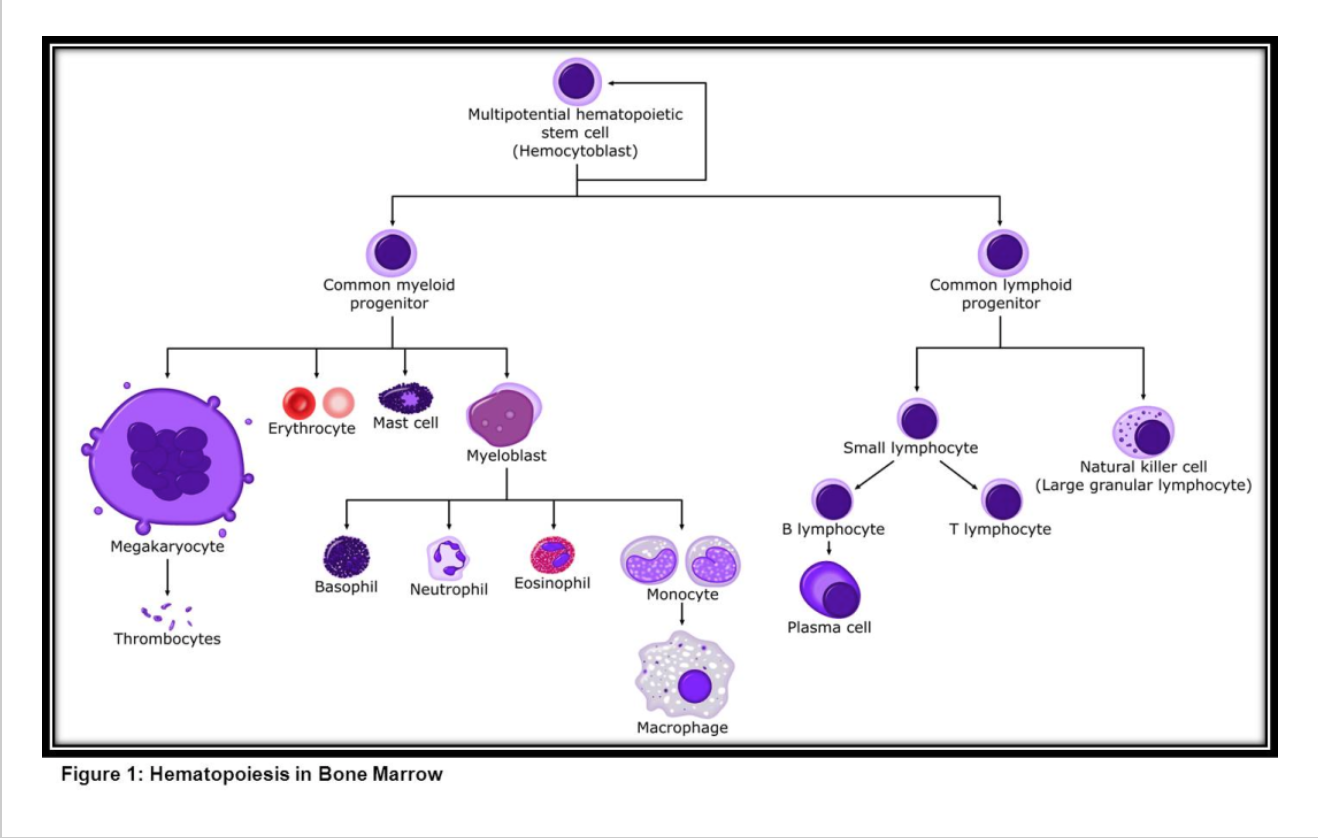 Multipotential hematopoietic
stem cell
(Hemocytoblast)
Common myeloid
progenitor
Common lymphoid
progenitor
Megakaryocyte
Thrombocytes
Erythrocyte
Mast cell
Myeloblast
Basophil
Neutrophil
Eosinophil
Monocyte
Macrophage
Small lymphocyte
Natural killer cell
(Large granular lymphocyte)
B lymphocyte
T lymphocyte
Plasma cell
Figure 1: Hematopoiesis in Bone Marrow